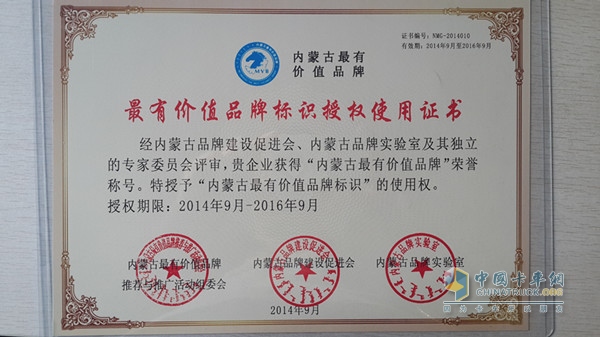 证书编号：NMG-2014010
有效期：2014年9月至2016年9月
MVB
内蒙古最有
价值品牌
最有价值品牌标识授权使用证书
经内蒙古品牌建设促进会、内蒙古品牌实验室及其独立
的专家委员会评审，贵企业获得“内蒙古最有价值品牌”荣誉
称号。特授予“内蒙古最有价值品牌标识”的使用权。
授权期限：2014年9月-2016年9月
内蒙古最有价值品牌
推荐与推广活动组委会
内蒙古品牌建设促进会
内蒙古品牌实验室
2014年9月
中国卡车网
CHINATRUCK.ORG